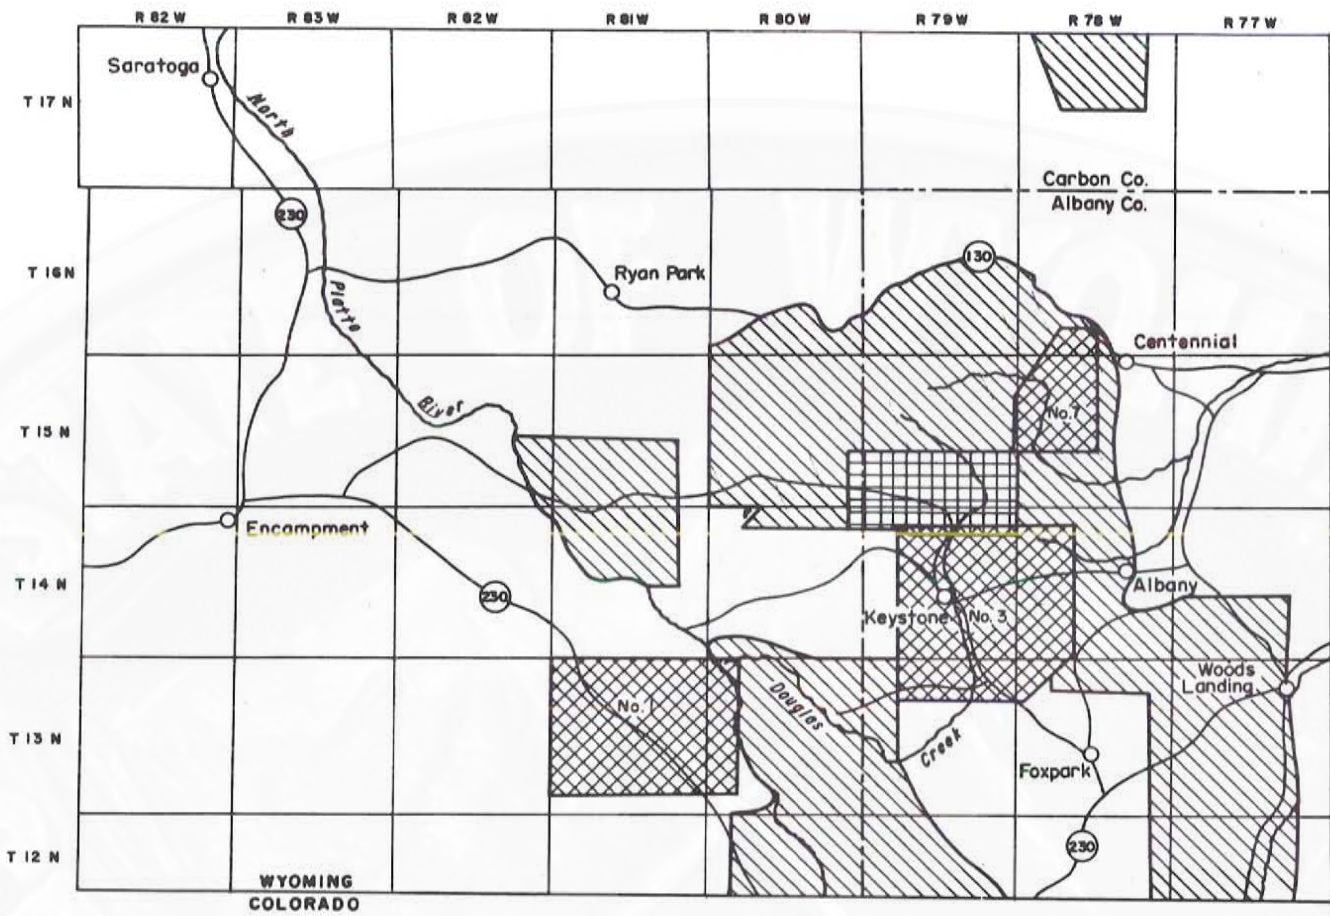 R 82 W
R 83 W
R 82 W
R 81 W
R 80 W
R 79 W
R 78 W
R 77 W
T 17 N
T 16 N
T 15 N
T 14 N
T 13 N
T 12 N
Saratoga
North
Platte
River
230
Carbon Co.
Albany Co.
130
Ryan Park
Centennial
No. 7
Encampment
230
Albany
Keystone
No. 3
Woods
Landing
No.
Douglas
Creek
Foxpark
230
WYOMING
COLORADO